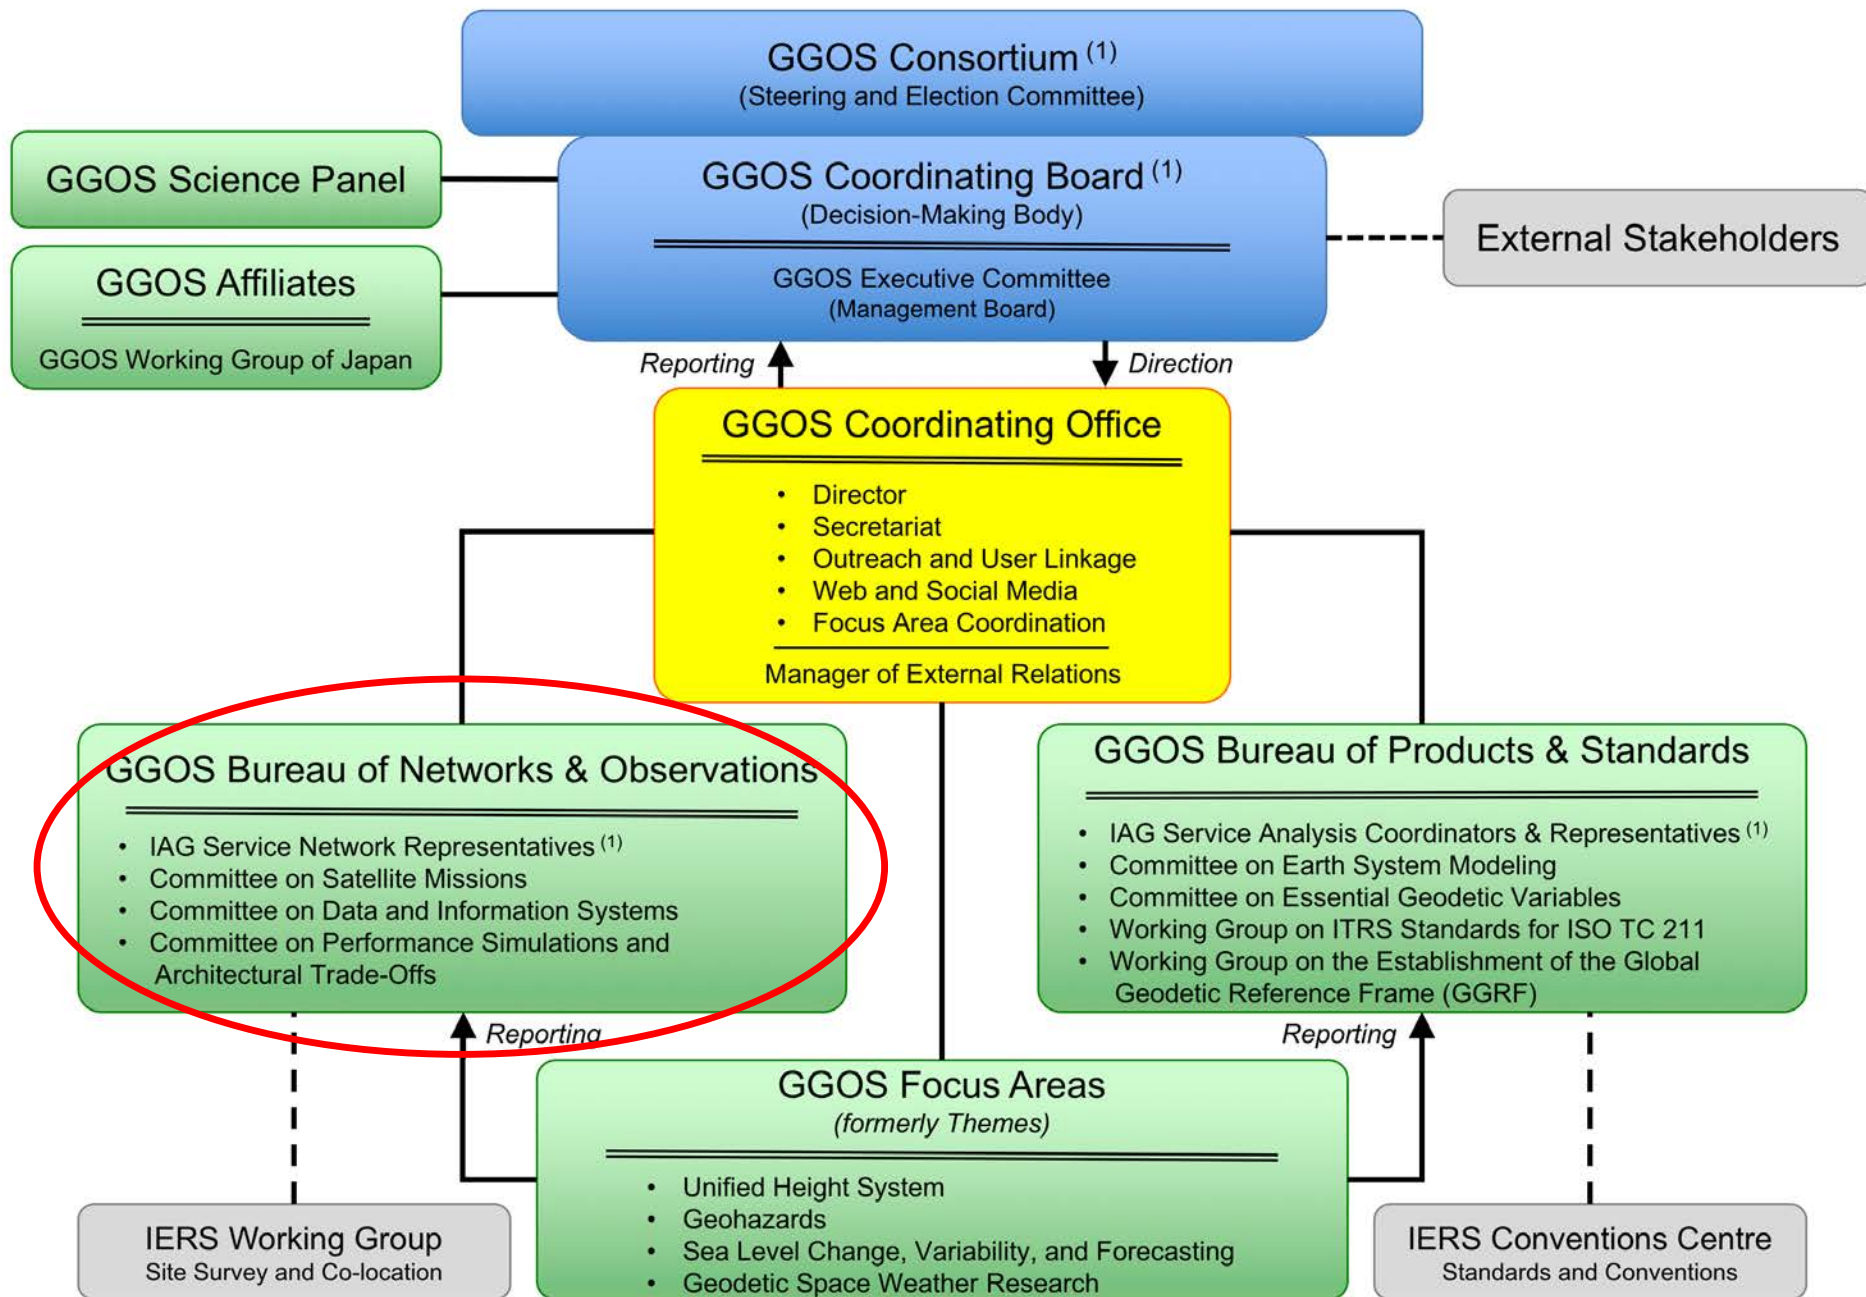 GGOS Consortium (1)
(Steering and Election Committee)
GGOS Science Panel
GGOS Coordinating Board (1)
(Decision-Making Body)
GGOS Executive Committee
(Management Board)
External Stakeholders
GGOS Affiliates
GGOS Working Group of Japan
Reporting
Direction
GGOS Coordinating Office
• Director
• Secretariat
• Outreach and User Linkage
• Web and Social Media
• Focus Area Coordination
Manager of External Relations
GGOS Bureau of Networks & Observations
• IAG Service Network Representatives (1)
• Committee on Satellite Missions
• Committee on Data and Information Systems
• Committee on Performance Simulations and
Architectural Trade-Offs
GGOS Bureau of Products & Standards
• IAG Service Analysis Coordinators & Representatives (1)
• Committee on Earth System Modeling
• Committee on Essential Geodetic Variables
• Working Group on ITRS Standards for ISO TC 211
• Working Group on the Establishment of the Global
Geodetic Reference Frame (GGRF)
Reporting
Reporting
GGOS Focus Areas
(formerly Themes)
• Unified Height System
• Geohazards
• Sea Level Change, Variability, and Forecasting
• Geodetic Space Weather Research
IERS Working Group
Site Survey and Co-location
IERS Conventions Centre
Standards and Conventions